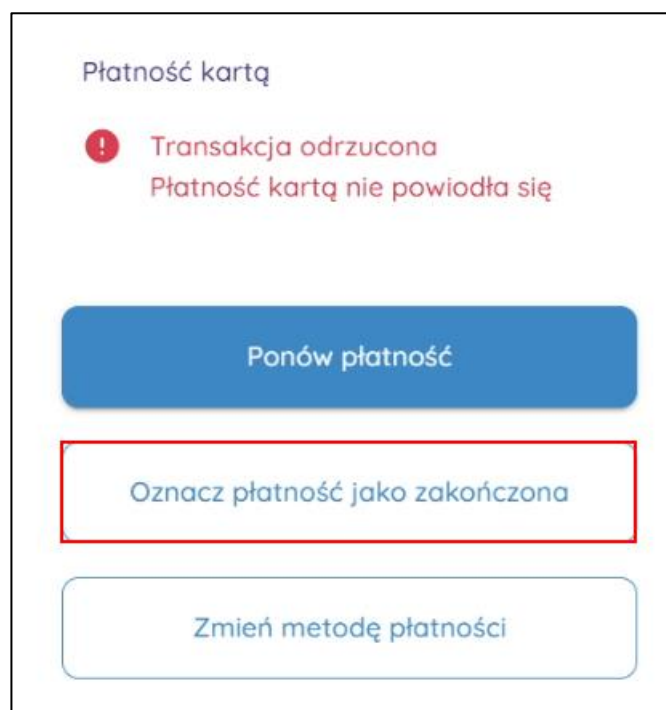 Płatność kartą
Transakcja odrzucona
Płatność kartą nie powiodła się
Ponów płatność
Oznacz płatność jako zakończona
Zmień metodę płatności